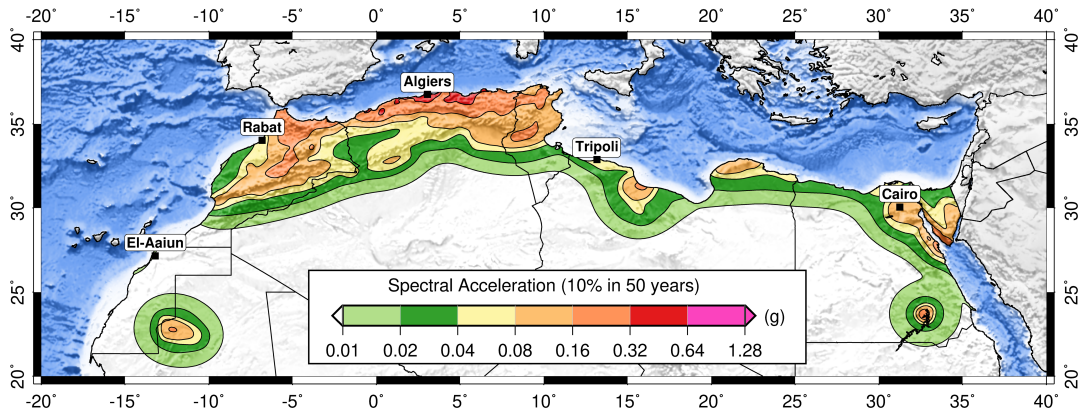 -20° -15° -10° -5° 0° 5° 10° 15° 20° 25° 30° 35° 40°
40° 40°
Algiers
35° Rabat 35°
Tripoli
Cairo
30° 30°
El-Aaiun
Spectral Acceleration (10% in 50 years)
25° 25°
(g)
0.01 0.02 0.04 0.08 0.16 0.32 0.64 1.28
20° 20°
-20° -15° -10° -5° 0° 5° 10° 15° 20° 25° 30° 35° 40°